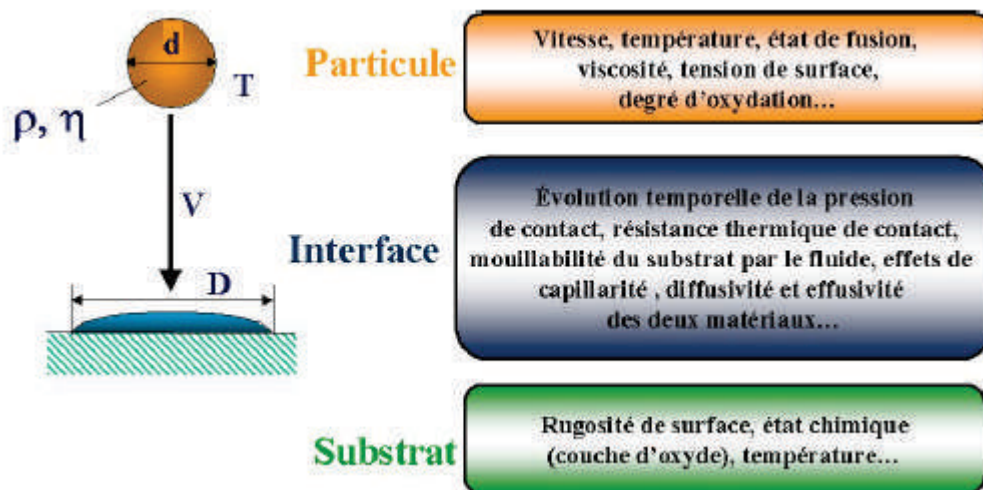 d
T
ρ, η
V
D
Particule
Vitesse, température, état de fusion,
viscosité, tension de surface,
degré d'oxydation...
Interface
Évolution temporelle de la pression
de contact, résistance thermique de contact,
mouillabilité du substrat par le fluide, effets de
capillarité , diffusivité et effusivité
des deux matériaux...
Substrat
Rugosité de surface, état chimique
(couche d'oxyde), température...